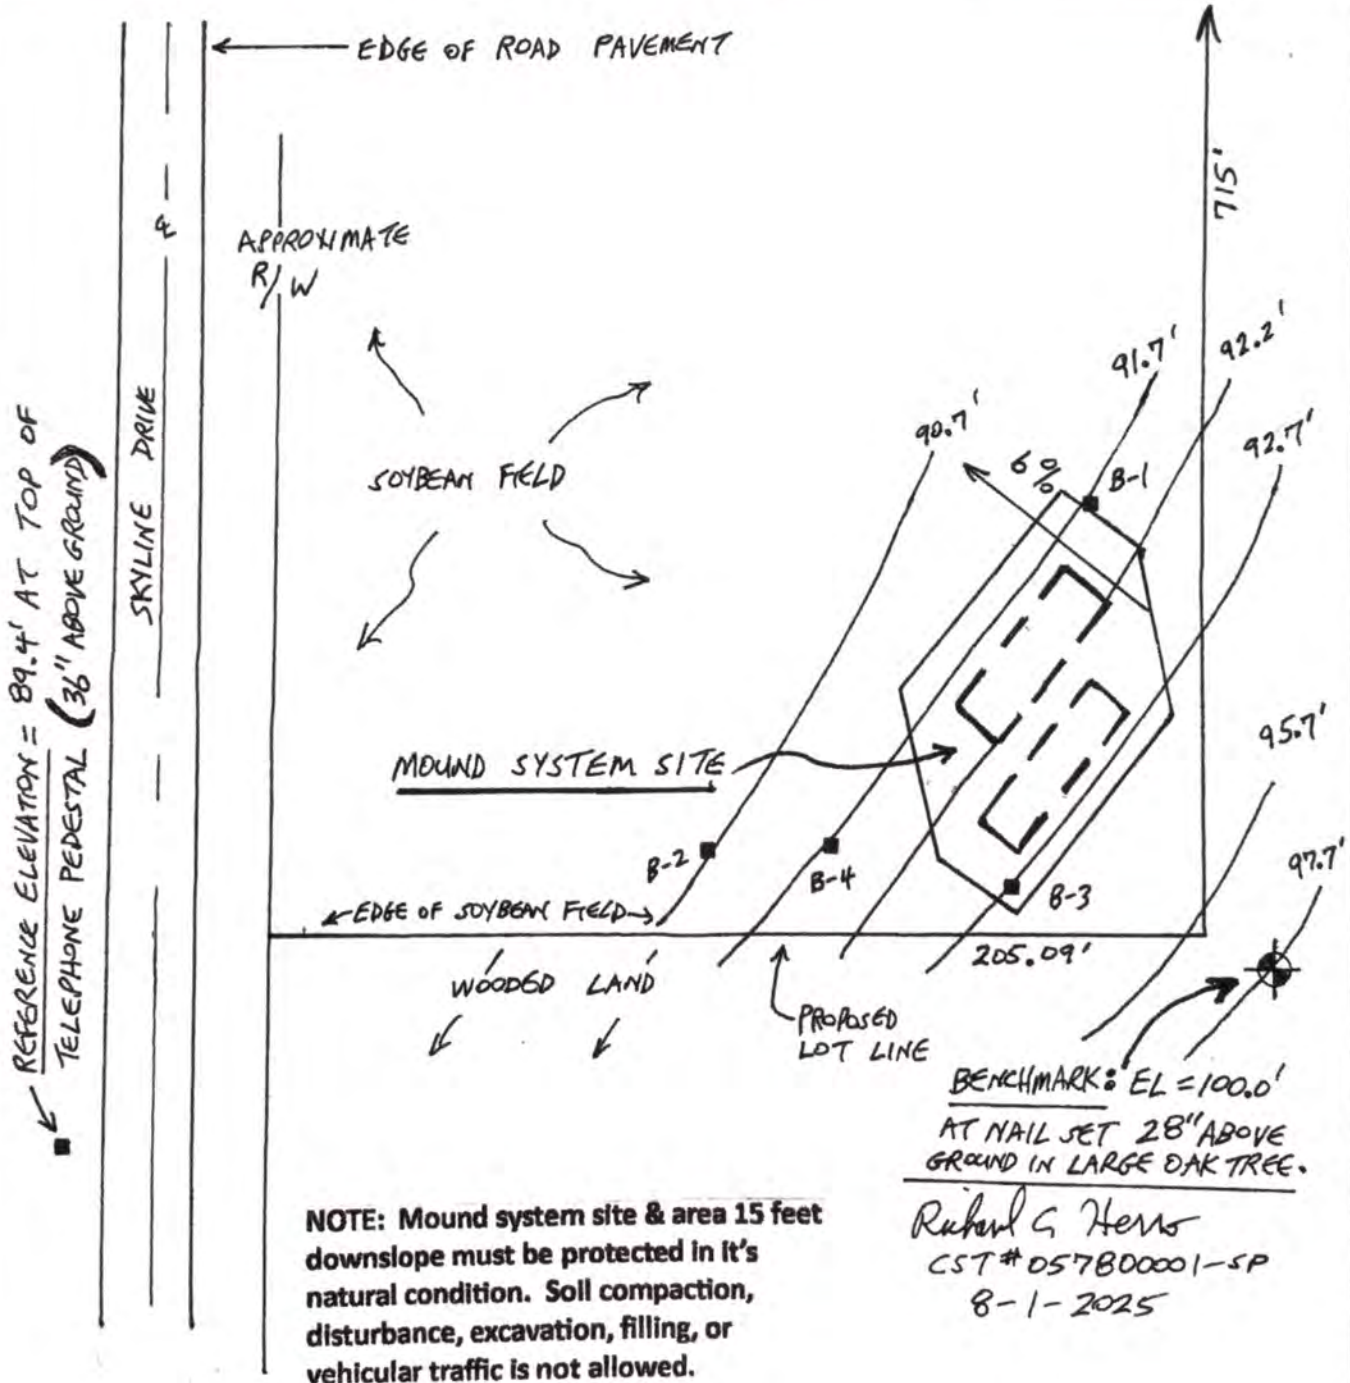 EDGE OF ROAD PAVEMENT
715'
℄
APPROXIMATE
R/W
91.7'
92.2'
90.7'
92.7'
6%
B-1
SOYBEAN FIELD
SKYLINE DRIVE
REFERENCE ELEVATION = 89.4' AT TOP OF
TELEPHONE PEDESTAL (36" ABOVE GROUND)
95.7'
MOUND SYSTEM SITE
B-2
B-4
B-3
97.7'
EDGE OF SOYBEAN FIELD
205.09'
WOODED LAND
PROPOSED
LOT LINE
BENCHMARK: EL = 100.0'
AT NAIL SET 28" ABOVE
GROUND IN LARGE OAK TREE.
Richard G Herro
CST # 057800001-SP
8-1-2025
NOTE: Mound system site & area 15 feet
downslope must be protected in it's
natural condition. Soil compaction,
disturbance, excavation, filling, or
vehicular traffic is not allowed.